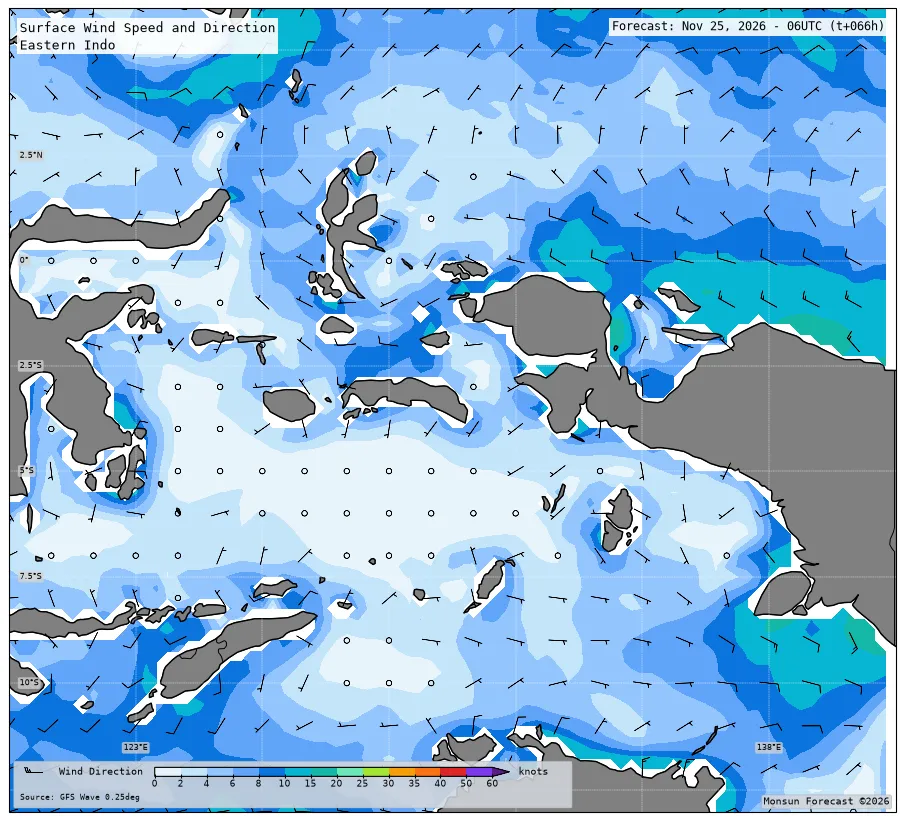 Surface Wind Speed and Direction
Eastern Indo
Forecast: Nov 25, 2026 - 06UTC (t+066h)
2.5°N
0°
2.5°S
5°S
7.5°S
10°S
123°E
138°E
Wind Direction
knots
0 2 4 6 8 10 15 20 25 30 35 40 50 60
Source: GFS Wave 0.25deg
Monsun Forecast ©2026